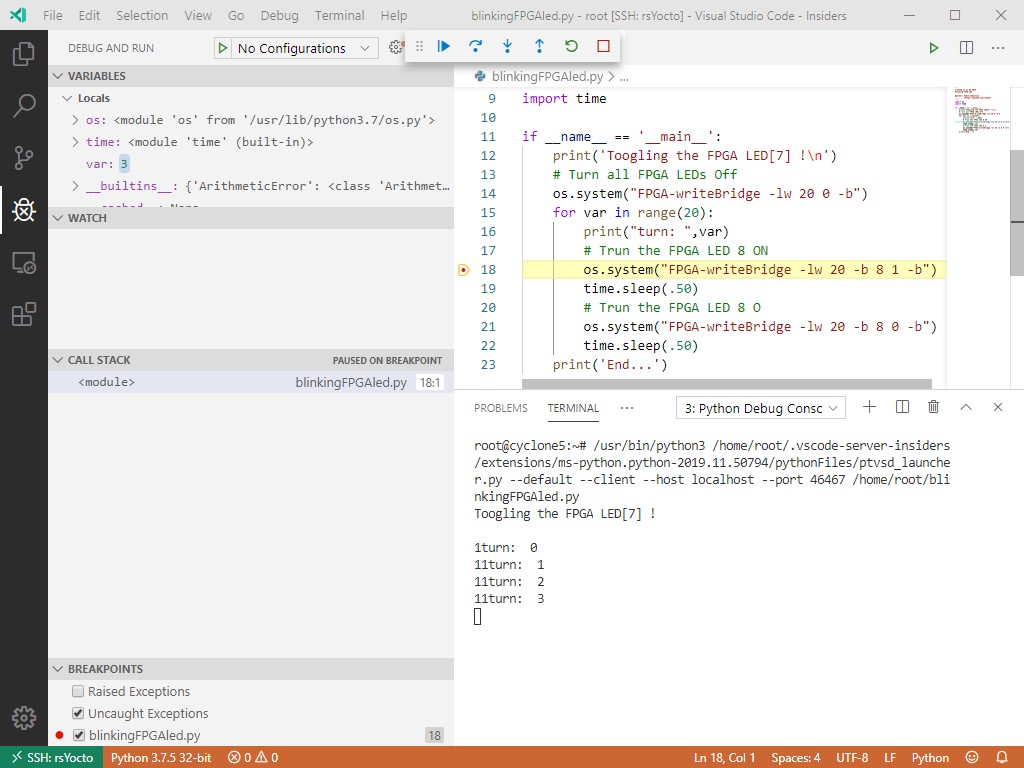 File Edit Selection View Go Debug Terminal Help blinkingFPGAled.py - root [SSH: rsYocto] - Visual Studio Code - Insiders
DEBUG AND RUN No Configurations
VARIABLES
Locals
os: <module 'os' from '/usr/lib/python3.7/os.py'>
time: <module 'time' (built-in)>
var: 3
__builtins__: {'ArithmeticError': <class 'Arithmet…
WATCH
CALL STACK PAUSED ON BREAKPOINT
<module> blinkingFPGAled.py 18:1
BREAKPOINTS
Raised Exceptions
Uncaught Exceptions
blinkingFPGAled.py 18
blinkingFPGAled.py > ...
9 import time
10
11 if __name__ == '__main__':
12 print('Toogling the FPGA LED[7] !\n')
13 # Turn all FPGA LEDs Off
14 os.system("FPGA-writeBridge -lw 20 0 -b")
15 for var in range(20):
16 print("turn: ",var)
17 # Trun the FPGA LED 8 ON
18 os.system("FPGA-writeBridge -lw 20 -b 8 1 -b")
19 time.sleep(.50)
20 # Trun the FPGA LED 8 O
21 os.system("FPGA-writeBridge -lw 20 -b 8 0 -b")
22 time.sleep(.50)
23 print('End...')
PROBLEMS TERMINAL ... 3: Python Debug Consc
root@cyclone5:~# /usr/bin/python3 /home/root/.vscode-server-insiders
/extensions/ms-python.python-2019.11.50794/pythonFiles/ptvsd_launche
r.py --default --client --host localhost --port 46467 /home/root/bli
nkingFPGAled.py
Toogling the FPGA LED[7] !
1turn:  0
11turn:  1
11turn:  2
11turn:  3
SSH: rsYocto Python 3.7.5 32-bit 0 0 Ln 18, Col 1 Spaces: 4 UTF-8 LF Python